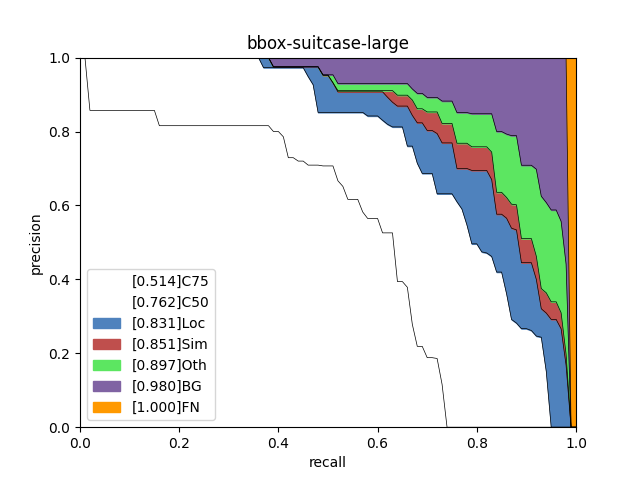 bbox-suitcase-large
precision
1.0
0.8
0.6
0.4
0.2
0.0
[0.514]C75
[0.762]C50
[0.831]Loc
[0.851]Sim
[0.897]Oth
[0.980]BG
[1.000]FN
0.0 0.2 0.4 0.6 0.8 1.0
recall